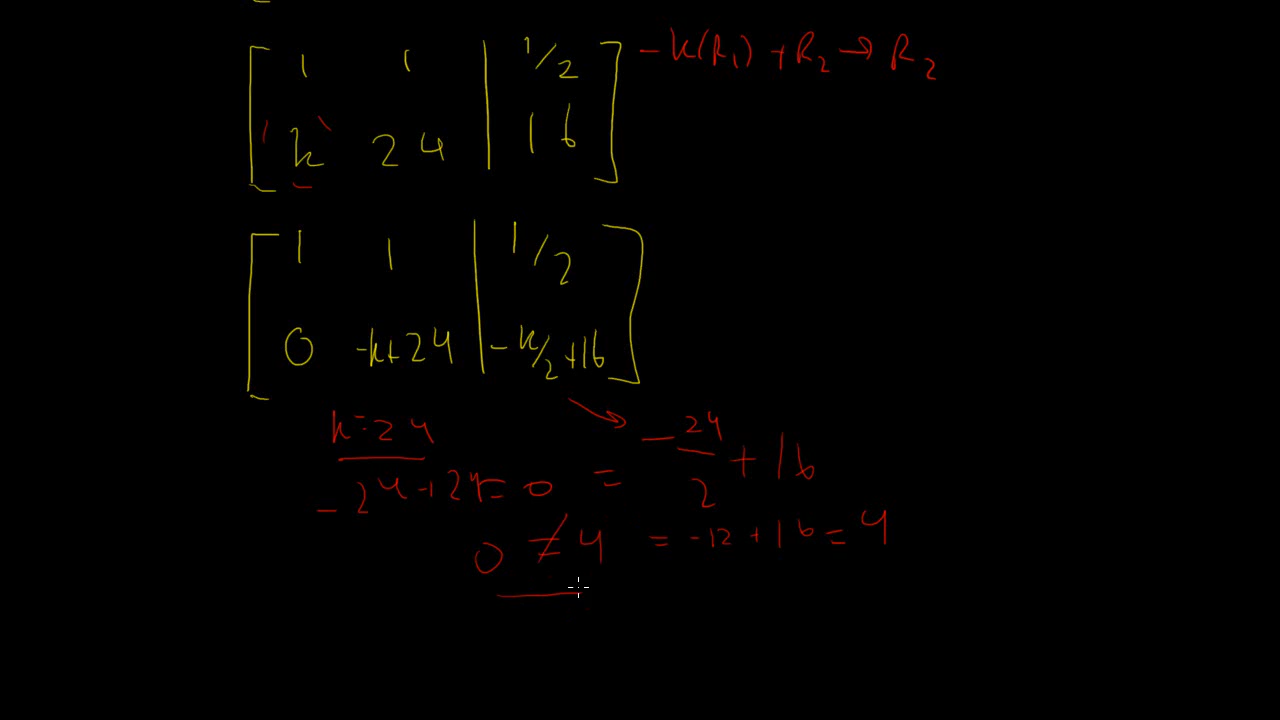 1 1 | 1/2 -k(R1) + R2 → R2
k 24 | 16
1 1 | 1/2
0 -k+24 | -k/2+16
k=24
-24+24=0 = -24/2 + 16
0 ≠ 4 = -12+16=4